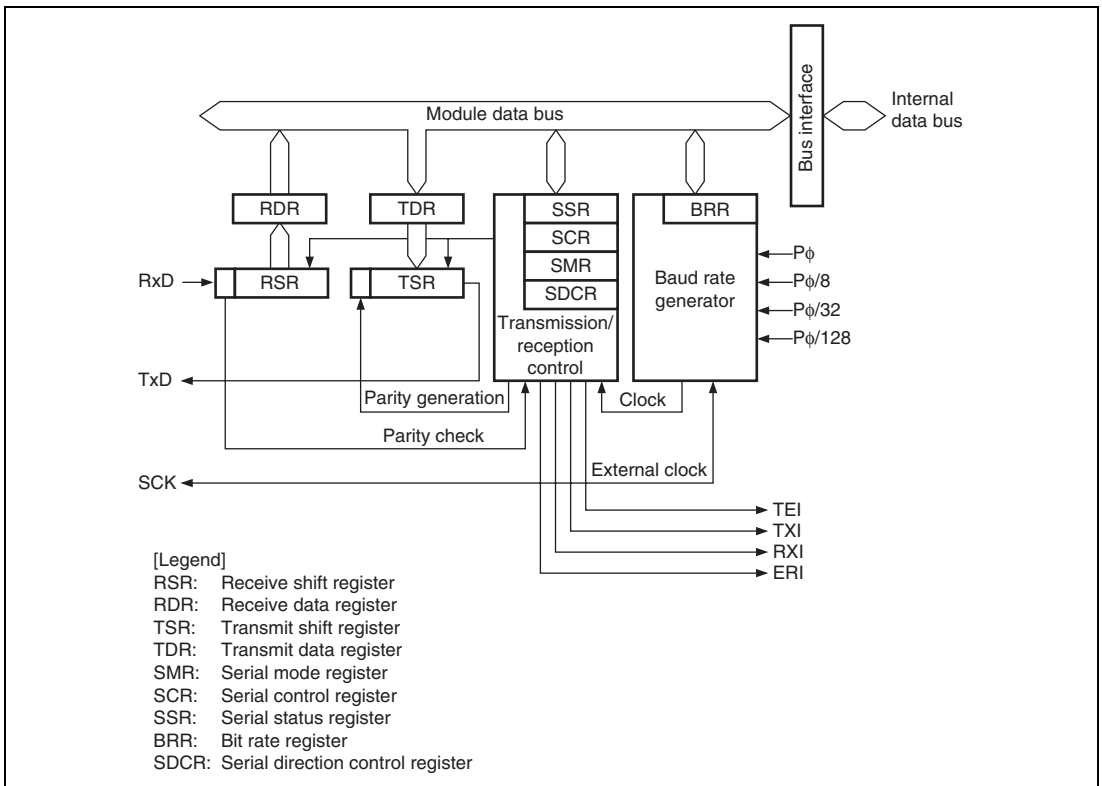 Module data bus
Bus interface
Internal
data bus
RDR
TDR
SSR
BRR
SCR
SMR
SDCR
RxD
RSR
TSR
Transmission/
reception
control
Baud rate
generator
Pϕ
Pϕ/8
Pϕ/32
Pϕ/128
TxD
Parity generation
Clock
Parity check
SCK
External clock
TEI
TXI
RXI
ERI
[Legend]
RSR: Receive shift register
RDR: Receive data register
TSR: Transmit shift register
TDR: Transmit data register
SMR: Serial mode register
SCR: Serial control register
SSR: Serial status register
BRR: Bit rate register
SDCR: Serial direction control register